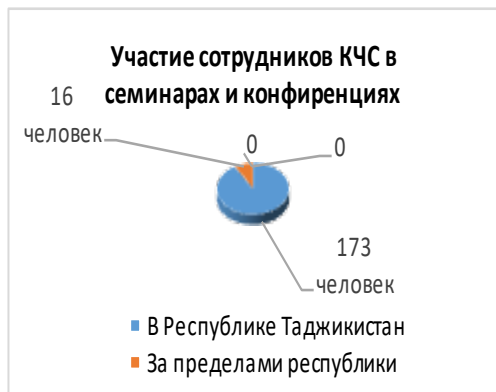 Участие сотрудников КЧС в
семинарах и конфиренциях
16
человек
0
0
173
человек
В Республике Таджикистан
За пределами республики